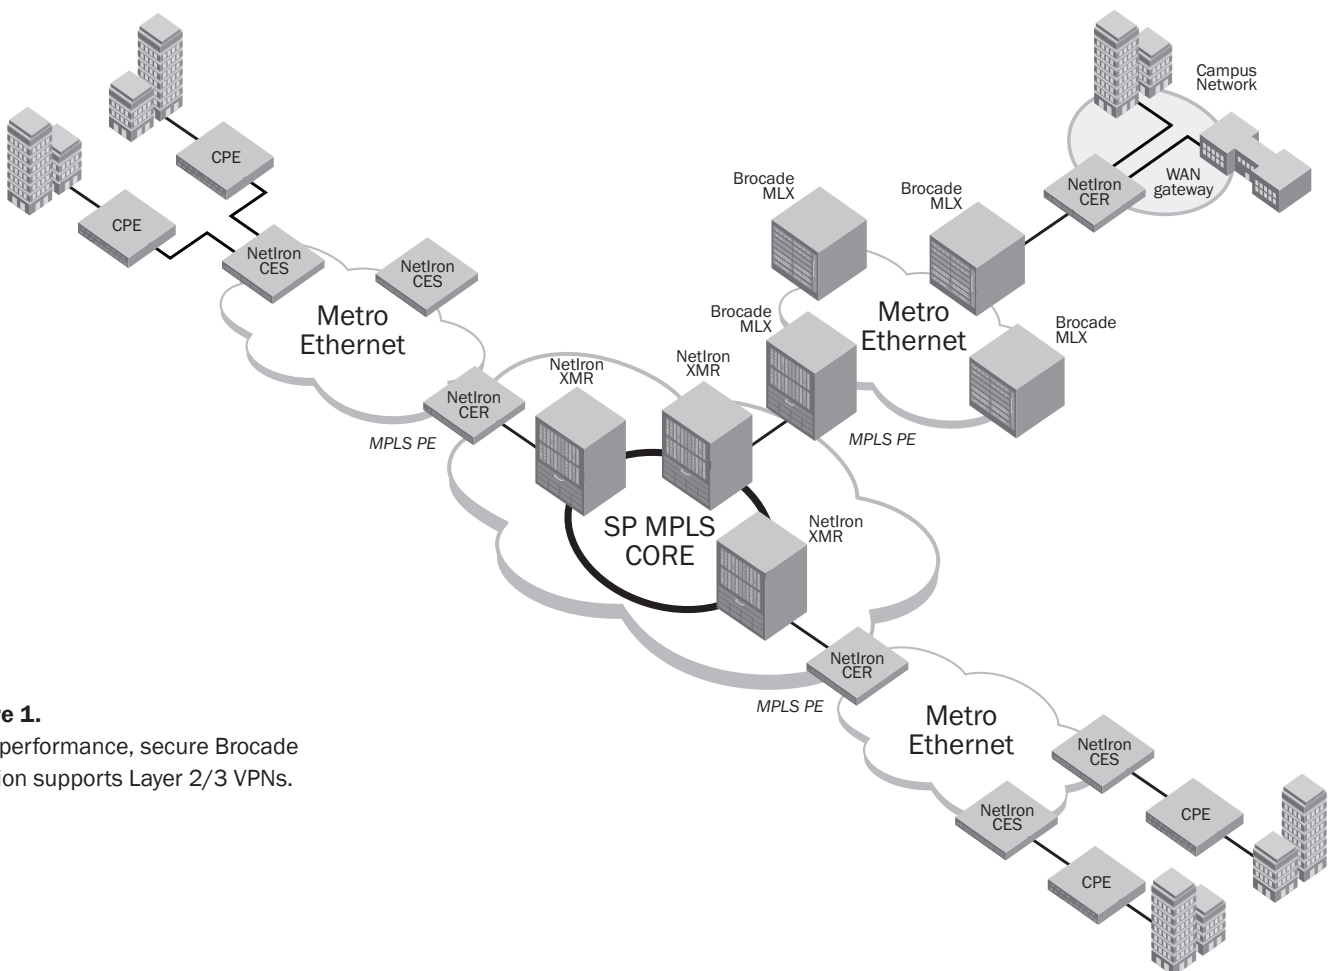 Campus
Network
CPE
CPE
WAN
gateway
NetIron
CER
Brocade
MLX
Brocade
MLX
NetIron
CES
NetIron
CES
Metro
Ethernet
Brocade
MLX
Metro
Ethernet
Brocade
MLX
NetIron
XMR
NetIron
XMR
NetIron
CER
MPLS PE
MPLS PE
SP MPLS
CORE
NetIron
XMR
NetIron
CER
MPLS PE
Metro
Ethernet
NetIron
CES
NetIron
CES
CPE
CPE
1.
performance, secure Brocade
supports Layer 2/3 VPNs.